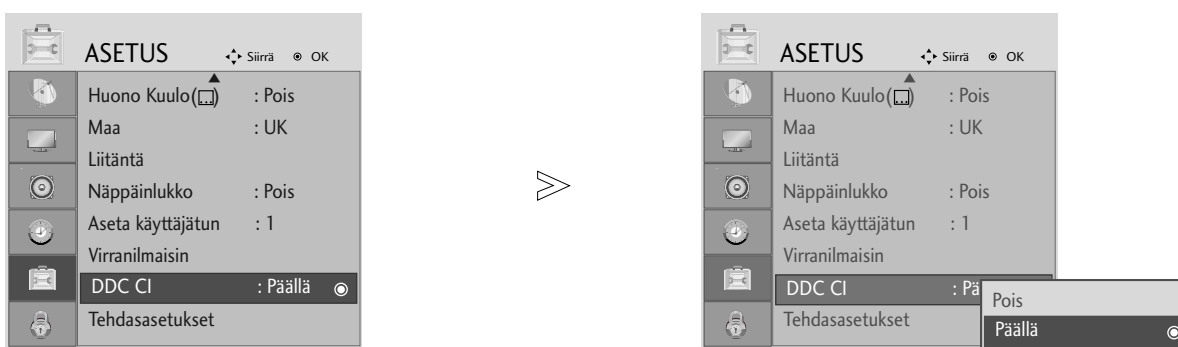 ASETUS Siirrä OK
Huono Kuulo(...) : Pois
Maa : UK
Liitäntä
Näppäinlukko : Pois
Aseta käyttäjätun : 1
Virranilmaisin
DDC CI : Päällä
Tehdasasetukset
ASETUS Siirrä OK
Huono Kuulo(...) : Pois
Maa : UK
Liitäntä
Näppäinlukko : Pois
Aseta käyttäjätun : 1
Virranilmaisin
DDC CI : Pä
Tehdasasetukset
Pois
Päällä